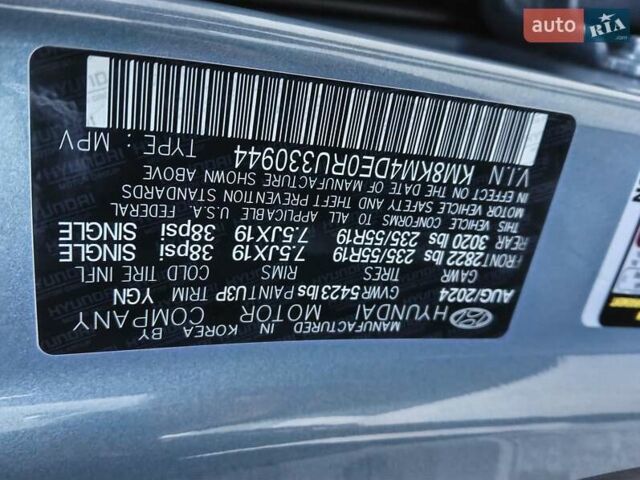 MANUFACTURED IN KOREA BY
HYUNDAI MOTOR COMPANY
AUG/2024 GVWR 5423 lbs PAINT U3P TRIM YGN
GAWR TIRES RIMS COLD TIRE INFL
FRONT 2822 lbs 235/55R19 7.5JX19 38psi SINGLE
REAR 3020 lbs 235/55R19 7.5JX19 38psi SINGLE
THIS VEHICLE CONFORMS TO ALL APPLICABLE U.S.A. FEDERAL
MOTOR VEHICLE SAFETY AND THEFT PREVENTION STANDARDS
IN EFFECT ON THE DATE OF MANUFACTURE SHOWN ABOVE
V.I.N KM8KM4DE0RU330944 TYPE : MPV
auto RIA.com